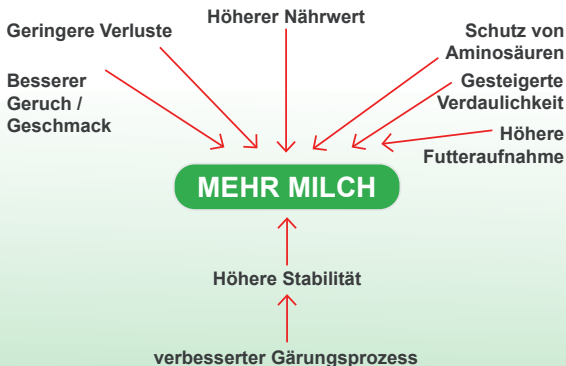 Höherer Nährwert
Geringere Verluste
Besserer
Geruch /
Geschmack
Schutz von
Aminosäuren
Gesteigerte
Verdaulichkeit
Höhere
Futteraufnahme
MEHR MILCH
Höhere Stabilität
verbesserter Gärungsprozess